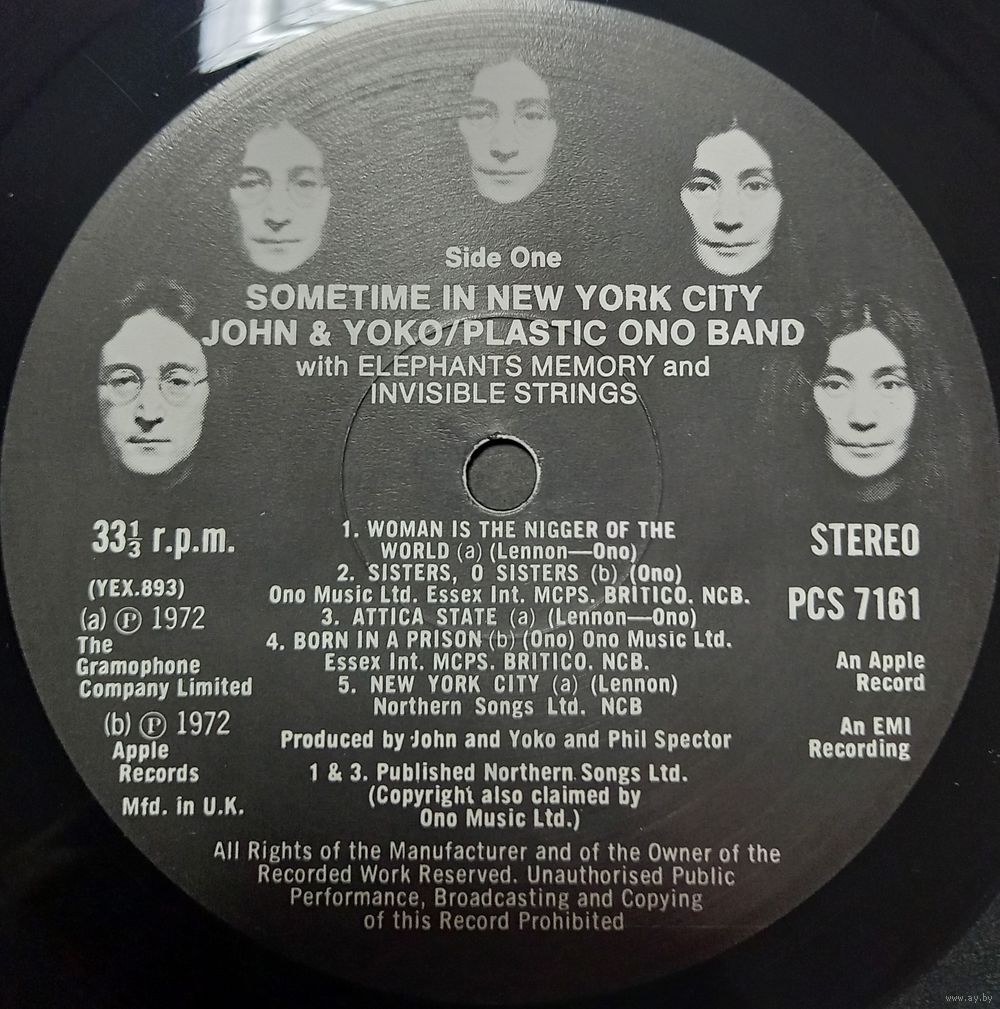 Side One
SOMETIME IN NEW YORK CITY
JOHN & YOKO/PLASTIC ONO BAND
with ELEPHANTS MEMORY and
INVISIBLE STRINGS
33⅓ r.p.m.
(YEX.893)
(a) ℗ 1972
The
Gramophone
Company Limited
(b) ℗ 1972
Apple
Records
Mfd. in U.K.
1. WOMAN IS THE NIGGER OF THE
WORLD (a) (Lennon—Ono)
2. SISTERS, O SISTERS (b) (Ono)
Ono Music Ltd. Essex Int. MCPS. BRITICO. NCB.
3. ATTICA STATE (a) (Lennon—Ono)
4. BORN IN A PRISON (b) (Ono) Ono Music Ltd.
Essex Int. MCPS. BRITICO. NCB.
5. NEW YORK CITY (a) (Lennon)
Northern Songs Ltd. NCB
Produced by John and Yoko and Phil Spector
1 & 3. Published Northern Songs Ltd.
(Copyright also claimed by
Ono Music Ltd.)
STEREO
PCS 7161
An Apple
Record
An EMI
Recording
All Rights of the Manufacturer and of the Owner of the
Recorded Work Reserved. Unauthorised Public
Performance, Broadcasting and Copying
of this Record Prohibited
www.ay.by